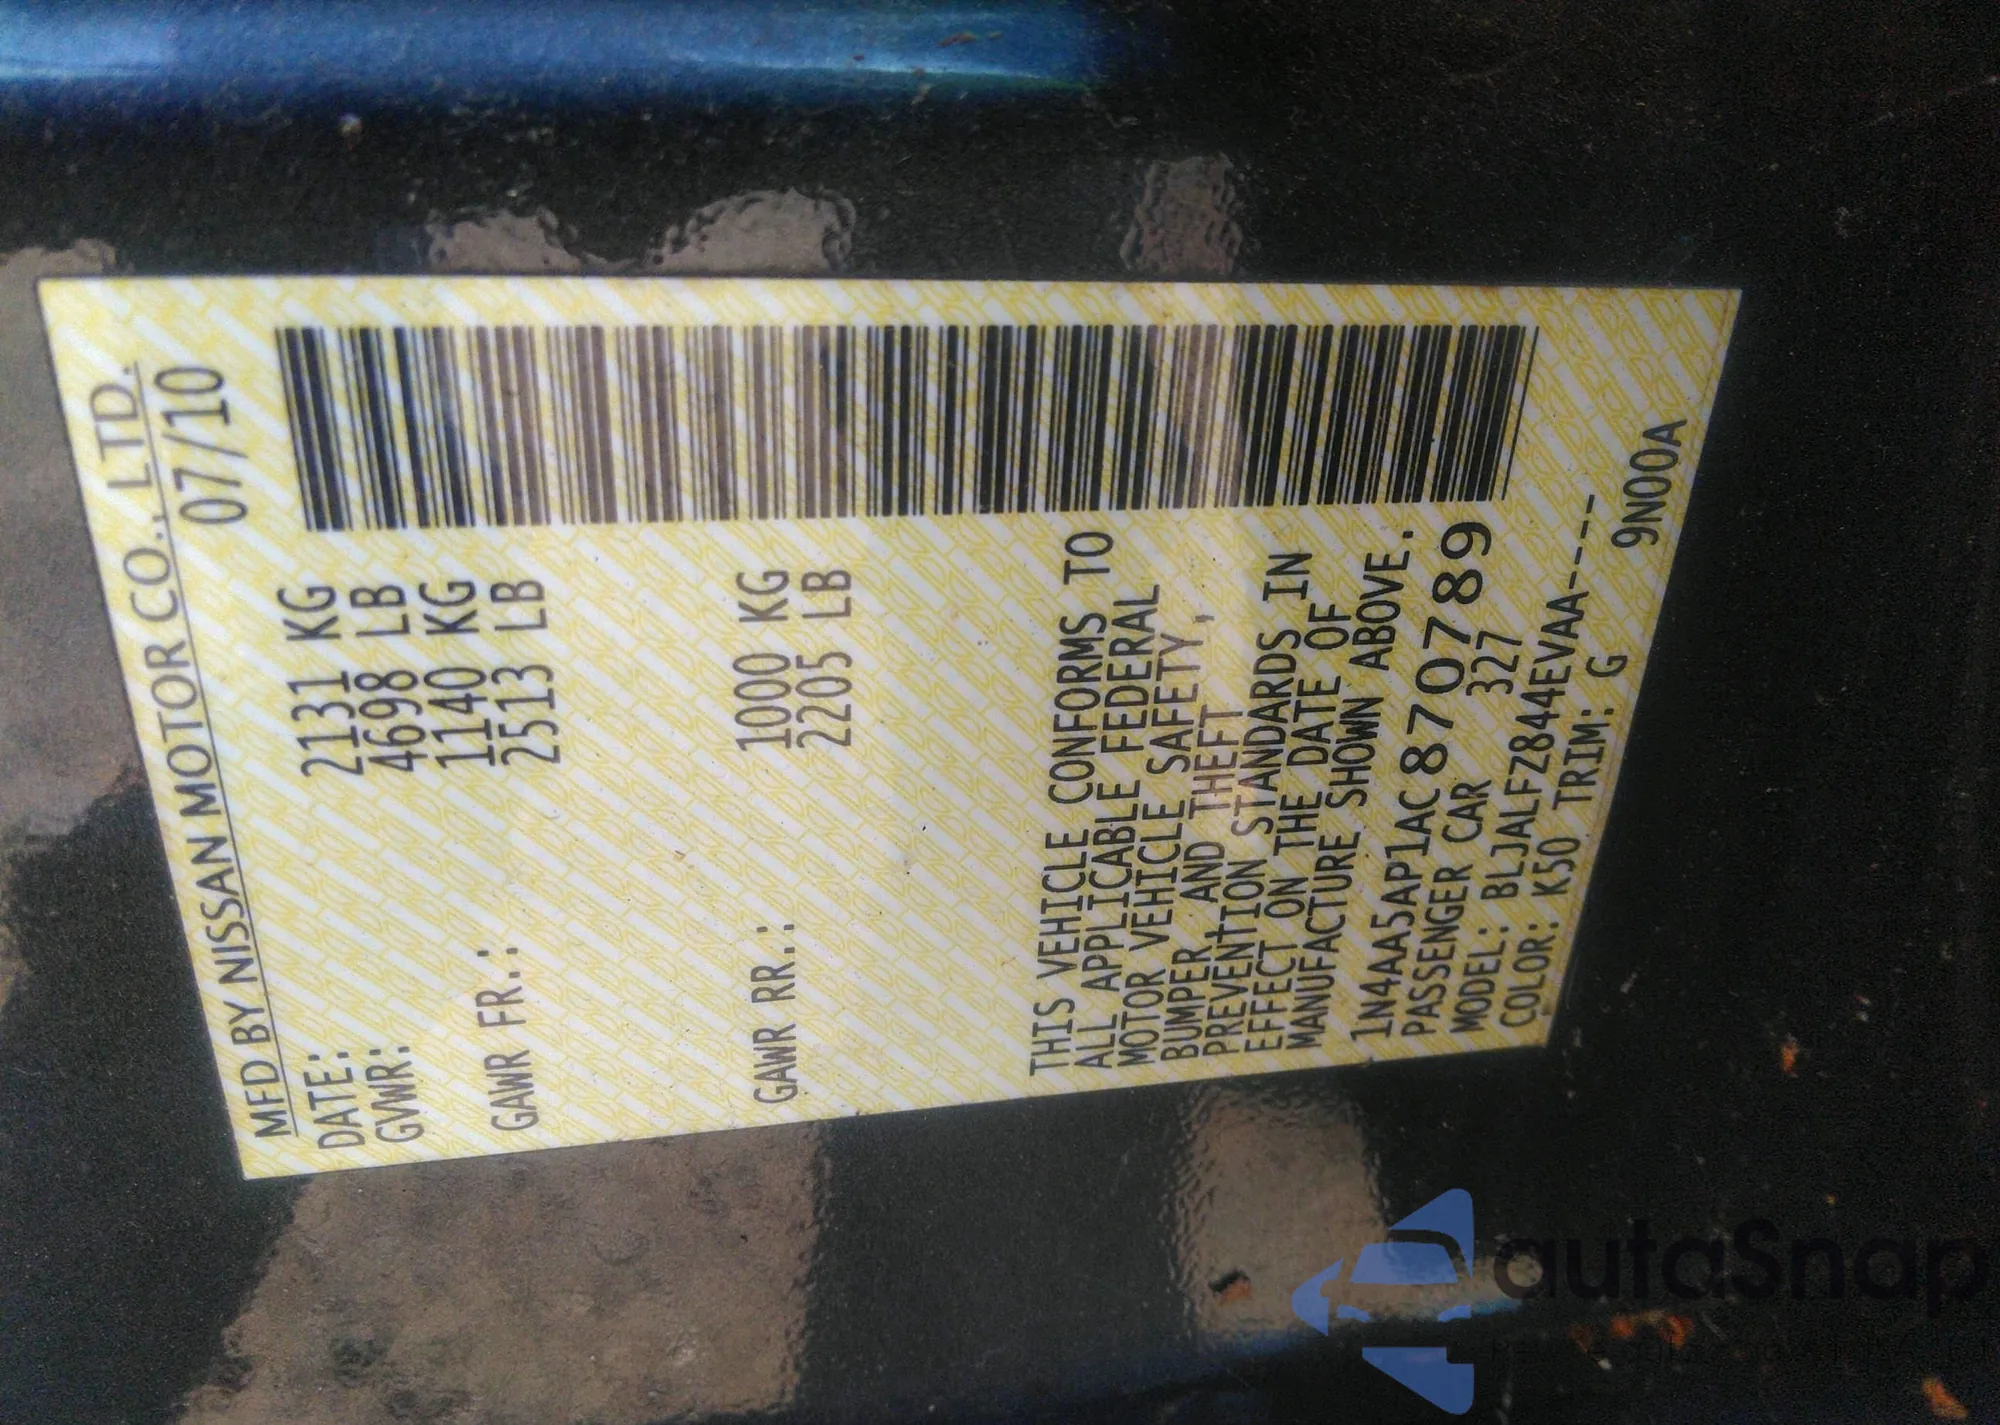 MFD BY NISSAN MOTOR CO., LTD.
DATE: 07/10
GVWR: 2131 KG
4698 LB
GAWR FR.: 1140 KG
2513 LB
GAWR RR.: 1000 KG
2205 LB
THIS VEHICLE CONFORMS TO
ALL APPLICABLE FEDERAL
MOTOR VEHICLE SAFETY,
BUMPER, AND THEFT
PREVENTION STANDARDS IN
EFFECT ON THE DATE OF
MANUFACTURE SHOWN ABOVE.
1N4AA5AP1AC870789
PASSENGER CAR 327
MODEL: BLJALFZ844EVAA----
COLOR: K50 TRIM: G
9N00A
autaSnap